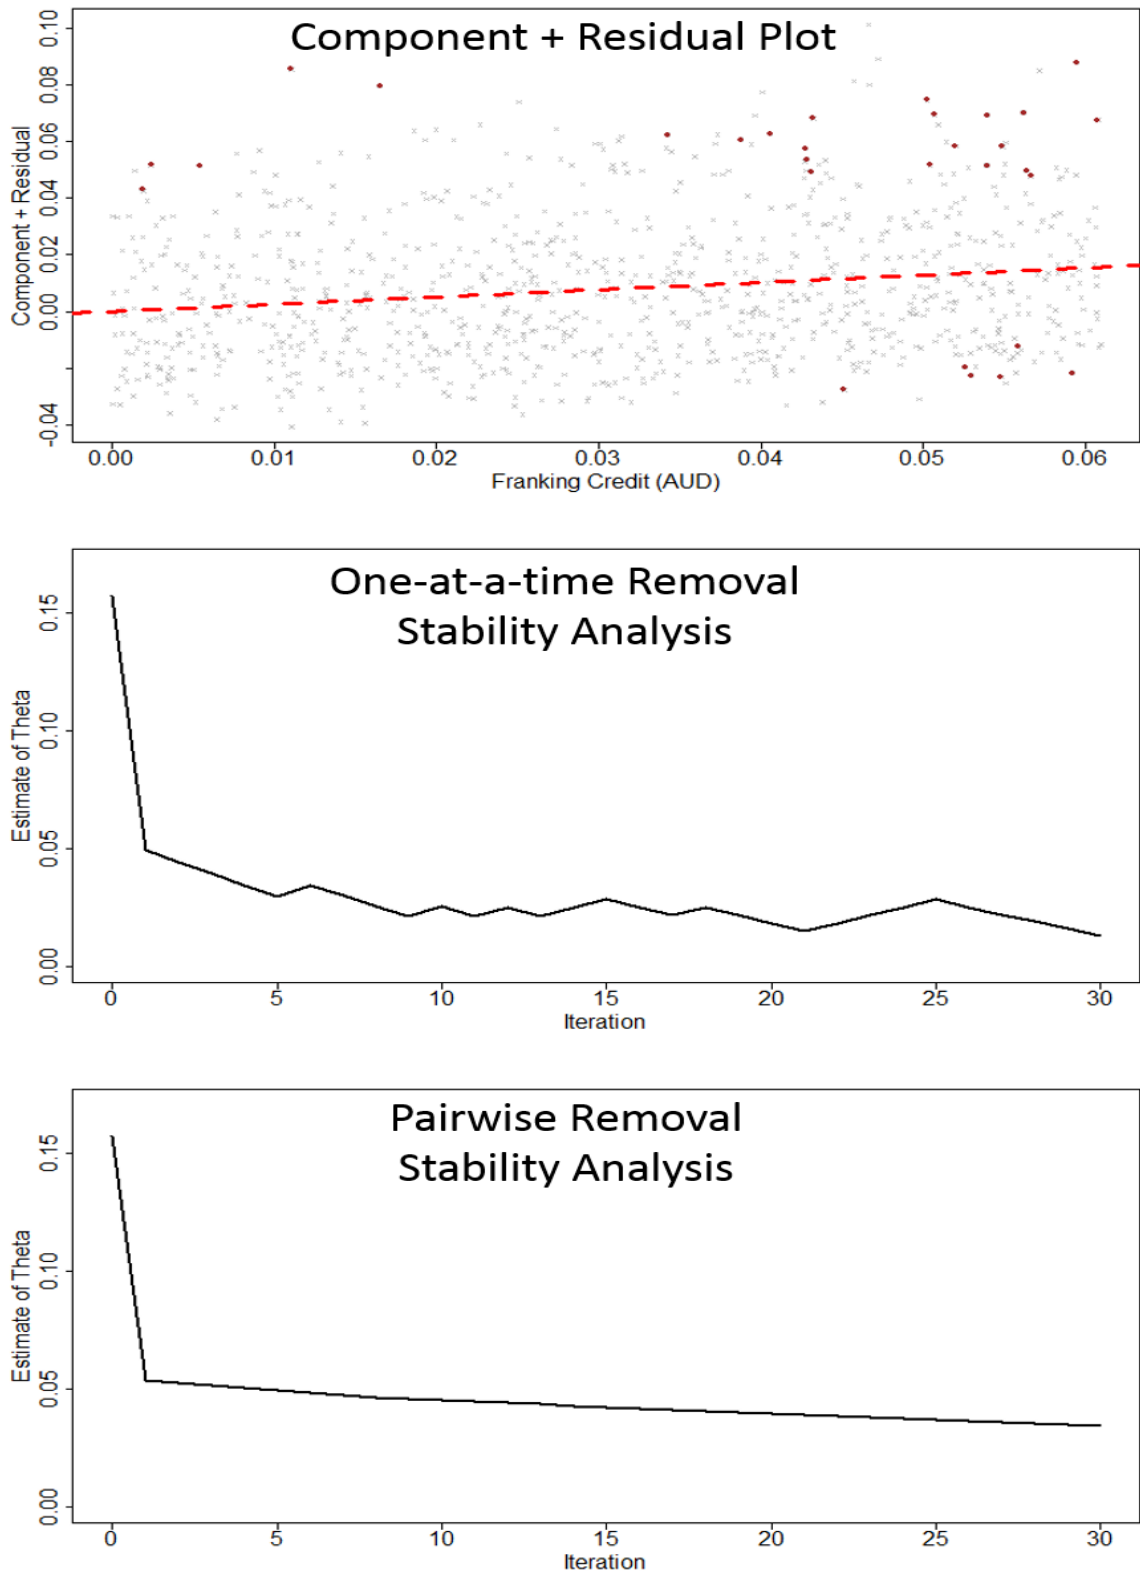 Component + Residual Plot
Component + Residual
0.10
0.08
0.06
0.04
0.02
0.00
-0.04
0.00 0.01 0.02 0.03 0.04 0.05 0.06
Franking Credit (AUD)
One-at-a-time Removal
Stability Analysis
Estimate of Theta
0.15
0.10
0.05
0.00
0 5 10 15 20 25 30
Iteration
Pairwise Removal
Stability Analysis
Estimate of Theta
0.15
0.10
0.05
0.00
0 5 10 15 20 25 30
Iteration